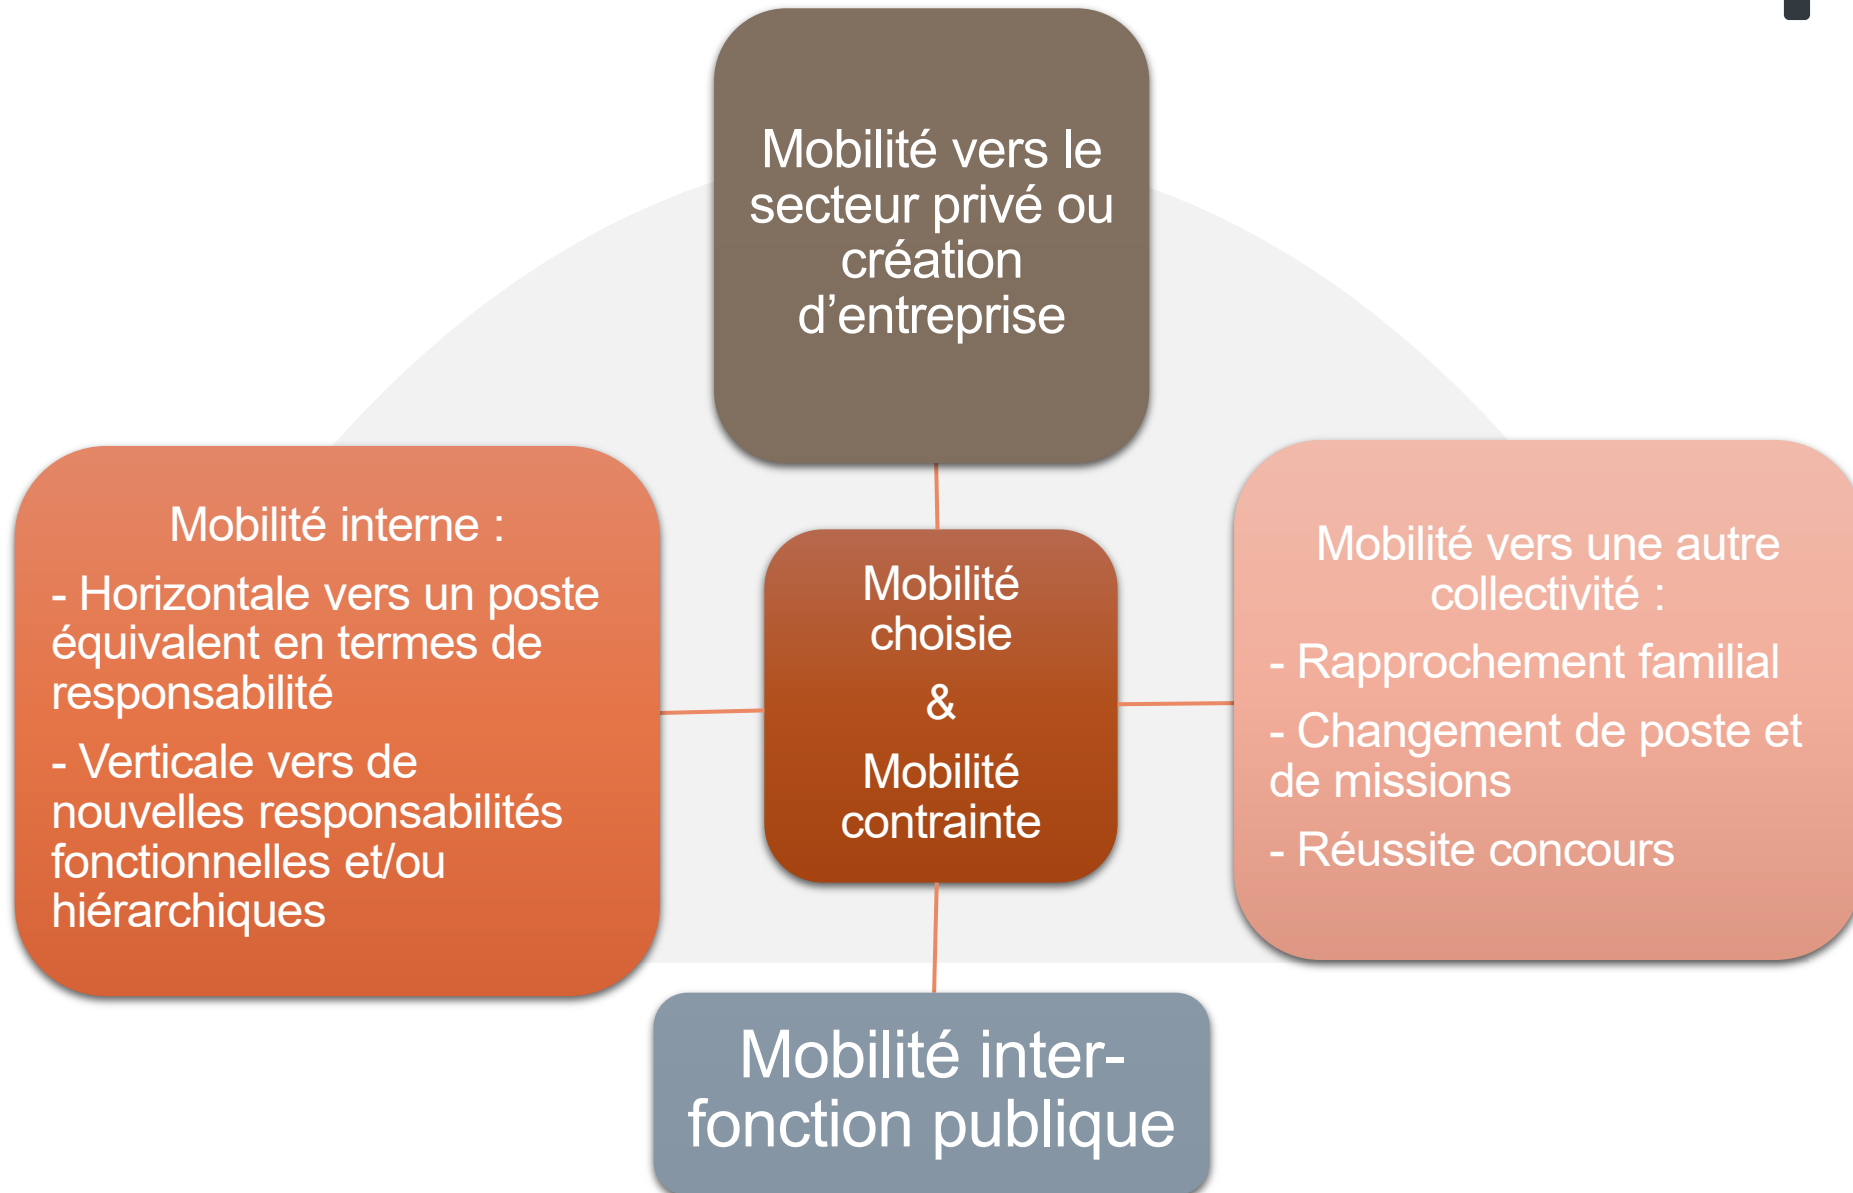 Mobilité vers le
secteur privé ou
création
d’entreprise
Mobilité interne :
- Horizontale vers un poste
équivalent en termes de
responsabilité
- Verticale vers de
nouvelles responsabilités
fonctionnelles et/ou
hiérarchiques
Mobilité
choisie
&
Mobilité
contrainte
Mobilité vers une autre
collectivité :
- Rapprochement familial
- Changement de poste et
de missions
- Réussite concours
Mobilité inter-
fonction publique